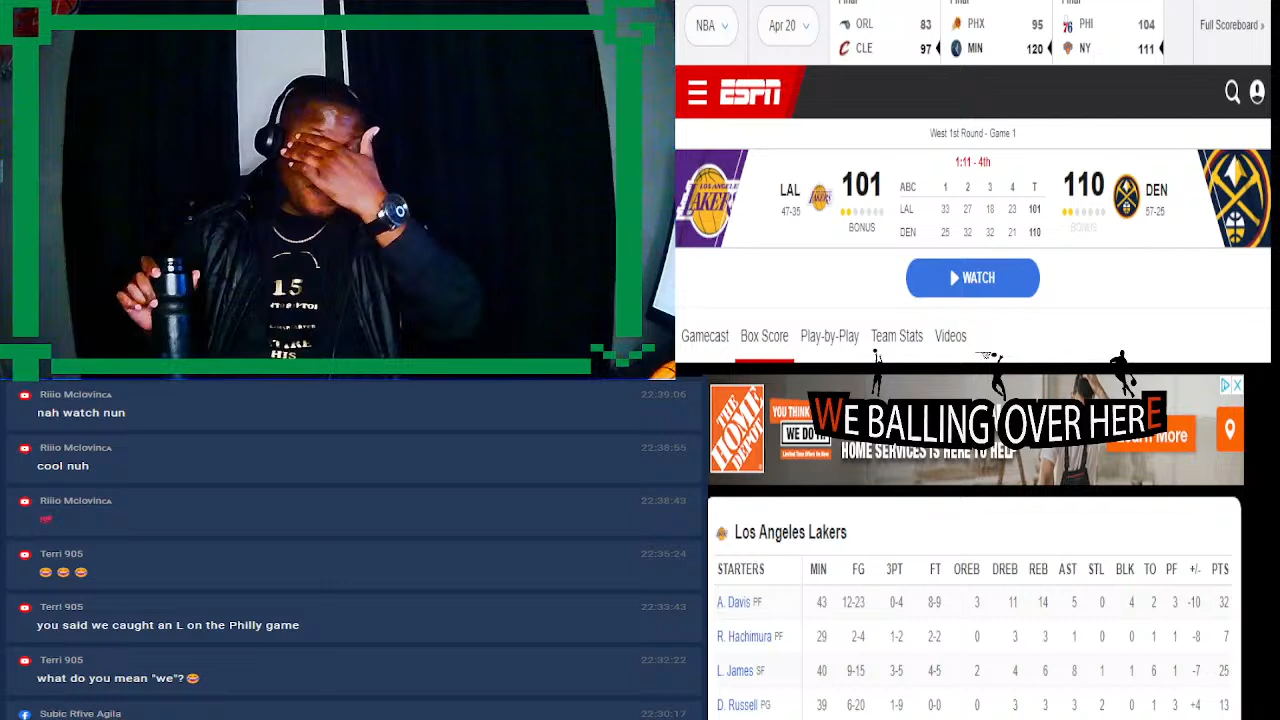 15
Riiio Mclovinca
22:39:06
nah watch nun
Riiio Mclovinca
22:38:55
cool nuh
Riiio Mclovinca
22:38:43
💯
Terri 905
22:35:24
😂 😂 😂
Terri 905
22:33:43
you said we caught an L on the Philly game
Terri 905
22:32:22
what do you mean "we"? 😂
Subic Rfive Agila
22:30:17
NBA
Apr 20
ORL 83
CLE 97
PHX 95
MIN 120
PHI 104
NY 111
Full Scoreboard »
ESPN
West 1st Round - Game 1
LAL
47-35
101
BONUS
1:11 - 4th
ABC 1 2 3 4 T
LAL 33 27 18 23 101
DEN 25 32 32 21 110
110
BONUS
DEN
57-25
WATCH
Gamecast Box Score Play-by-Play Team Stats Videos
THE HOME DEPOT
YOU THINK
WE DO
WE BALLING OVER HERE
HOME SERVICES IS HERE TO HELP
Learn More
Los Angeles Lakers
STARTERS MIN FG 3PT FT OREB DREB REB AST STL BLK TO PF +/- PTS
A. Davis PF 43 12-23 0-4 8-9 3 11 14 5 0 4 2 3 -10 32
R. Hachimura PF 29 2-4 1-2 2-2 0 3 3 1 0 0 1 1 -8 7
L. James SF 40 9-15 3-5 4-5 2 4 6 8 1 1 6 1 -7 25
D. Russell PG 39 6-20 1-9 0-0 0 3 3 3 2 0 0 3 +4 13